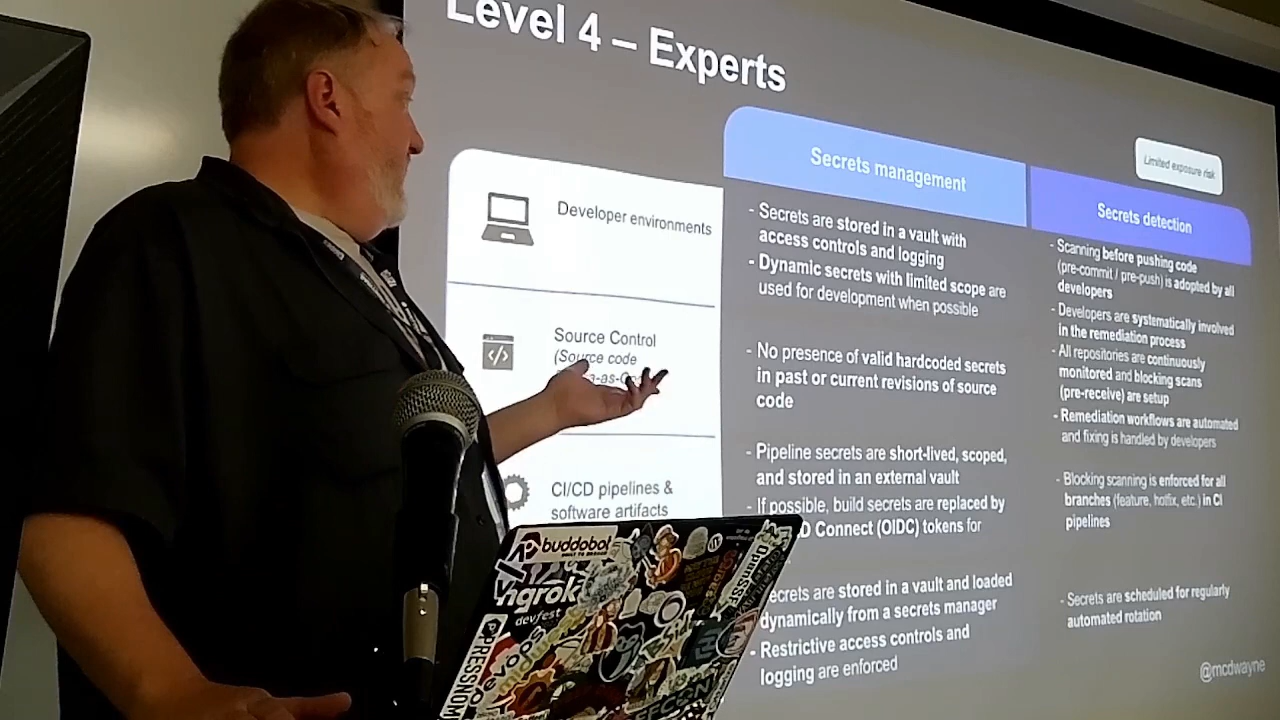 Level 4 – Experts
Limited exposure risk
Secrets management
Secrets detection
Developer environments
- Secrets are stored in a vault with
access controls and logging
- Dynamic secrets with limited scope are
used for development when possible
- Scanning before pushing code
(pre-commit / pre-push) is adopted by all
developers
- Developers are systematically involved
in the remediation process
Source Control
(Source code
- No presence of valid hardcoded secrets
in past or current revisions of source
code
- All repositories are continuously
monitored and blocking scans
(pre-receive) are setup
- Remediation workflows are automated
and fixing is handled by developers
CI/CD pipelines &
software artifacts
- Pipeline secrets are short-lived, scoped,
and stored in an external vault
- If possible, build secrets are replaced by
D Connect (OIDC) tokens for
- Blocking scanning is enforced for all
branches (feature, hotfix, etc.) in CI
pipelines
ecrets are stored in a vault and loaded
dynamically from a secrets manager
- Restrictive access controls and
logging are enforced
- Secrets are scheduled for regularly
automated rotation
@mcdwayne
buddobot
ngrok
devfest
OpenSSF
PRESSNOM